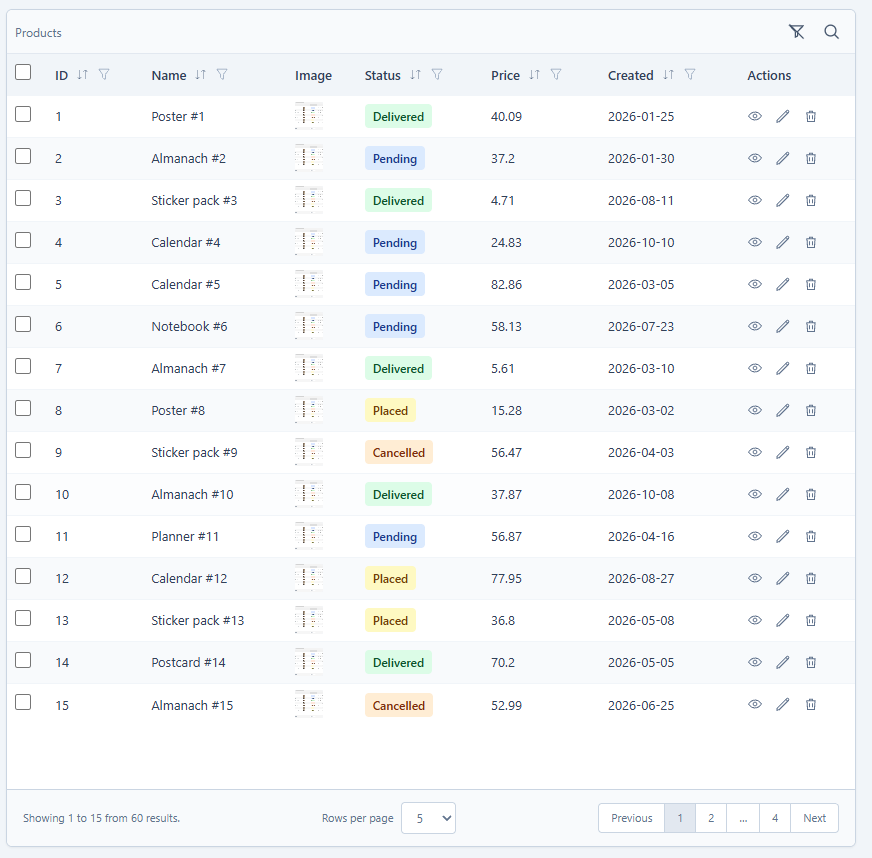 Products
ID Name Image Status Price Created Actions
1 Poster #1 Delivered 40.09 2026-01-25
2 Almanach #2 Pending 37.2 2026-01-30
3 Sticker pack #3 Delivered 4.71 2026-08-11
4 Calendar #4 Pending 24.83 2026-10-10
5 Calendar #5 Pending 82.86 2026-03-05
6 Notebook #6 Pending 58.13 2026-07-23
7 Almanach #7 Delivered 5.61 2026-03-10
8 Poster #8 Placed 15.28 2026-03-02
9 Sticker pack #9 Cancelled 56.47 2026-04-03
10 Almanach #10 Delivered 37.87 2026-10-08
11 Planner #11 Pending 56.87 2026-04-16
12 Calendar #12 Placed 77.95 2026-08-27
13 Sticker pack #13 Placed 36.8 2026-05-08
14 Postcard #14 Delivered 70.2 2026-05-05
15 Almanach #15 Cancelled 52.99 2026-06-25
Showing 1 to 15 from 60 results. Rows per page 5 Previous 1 2 ... 4 Next